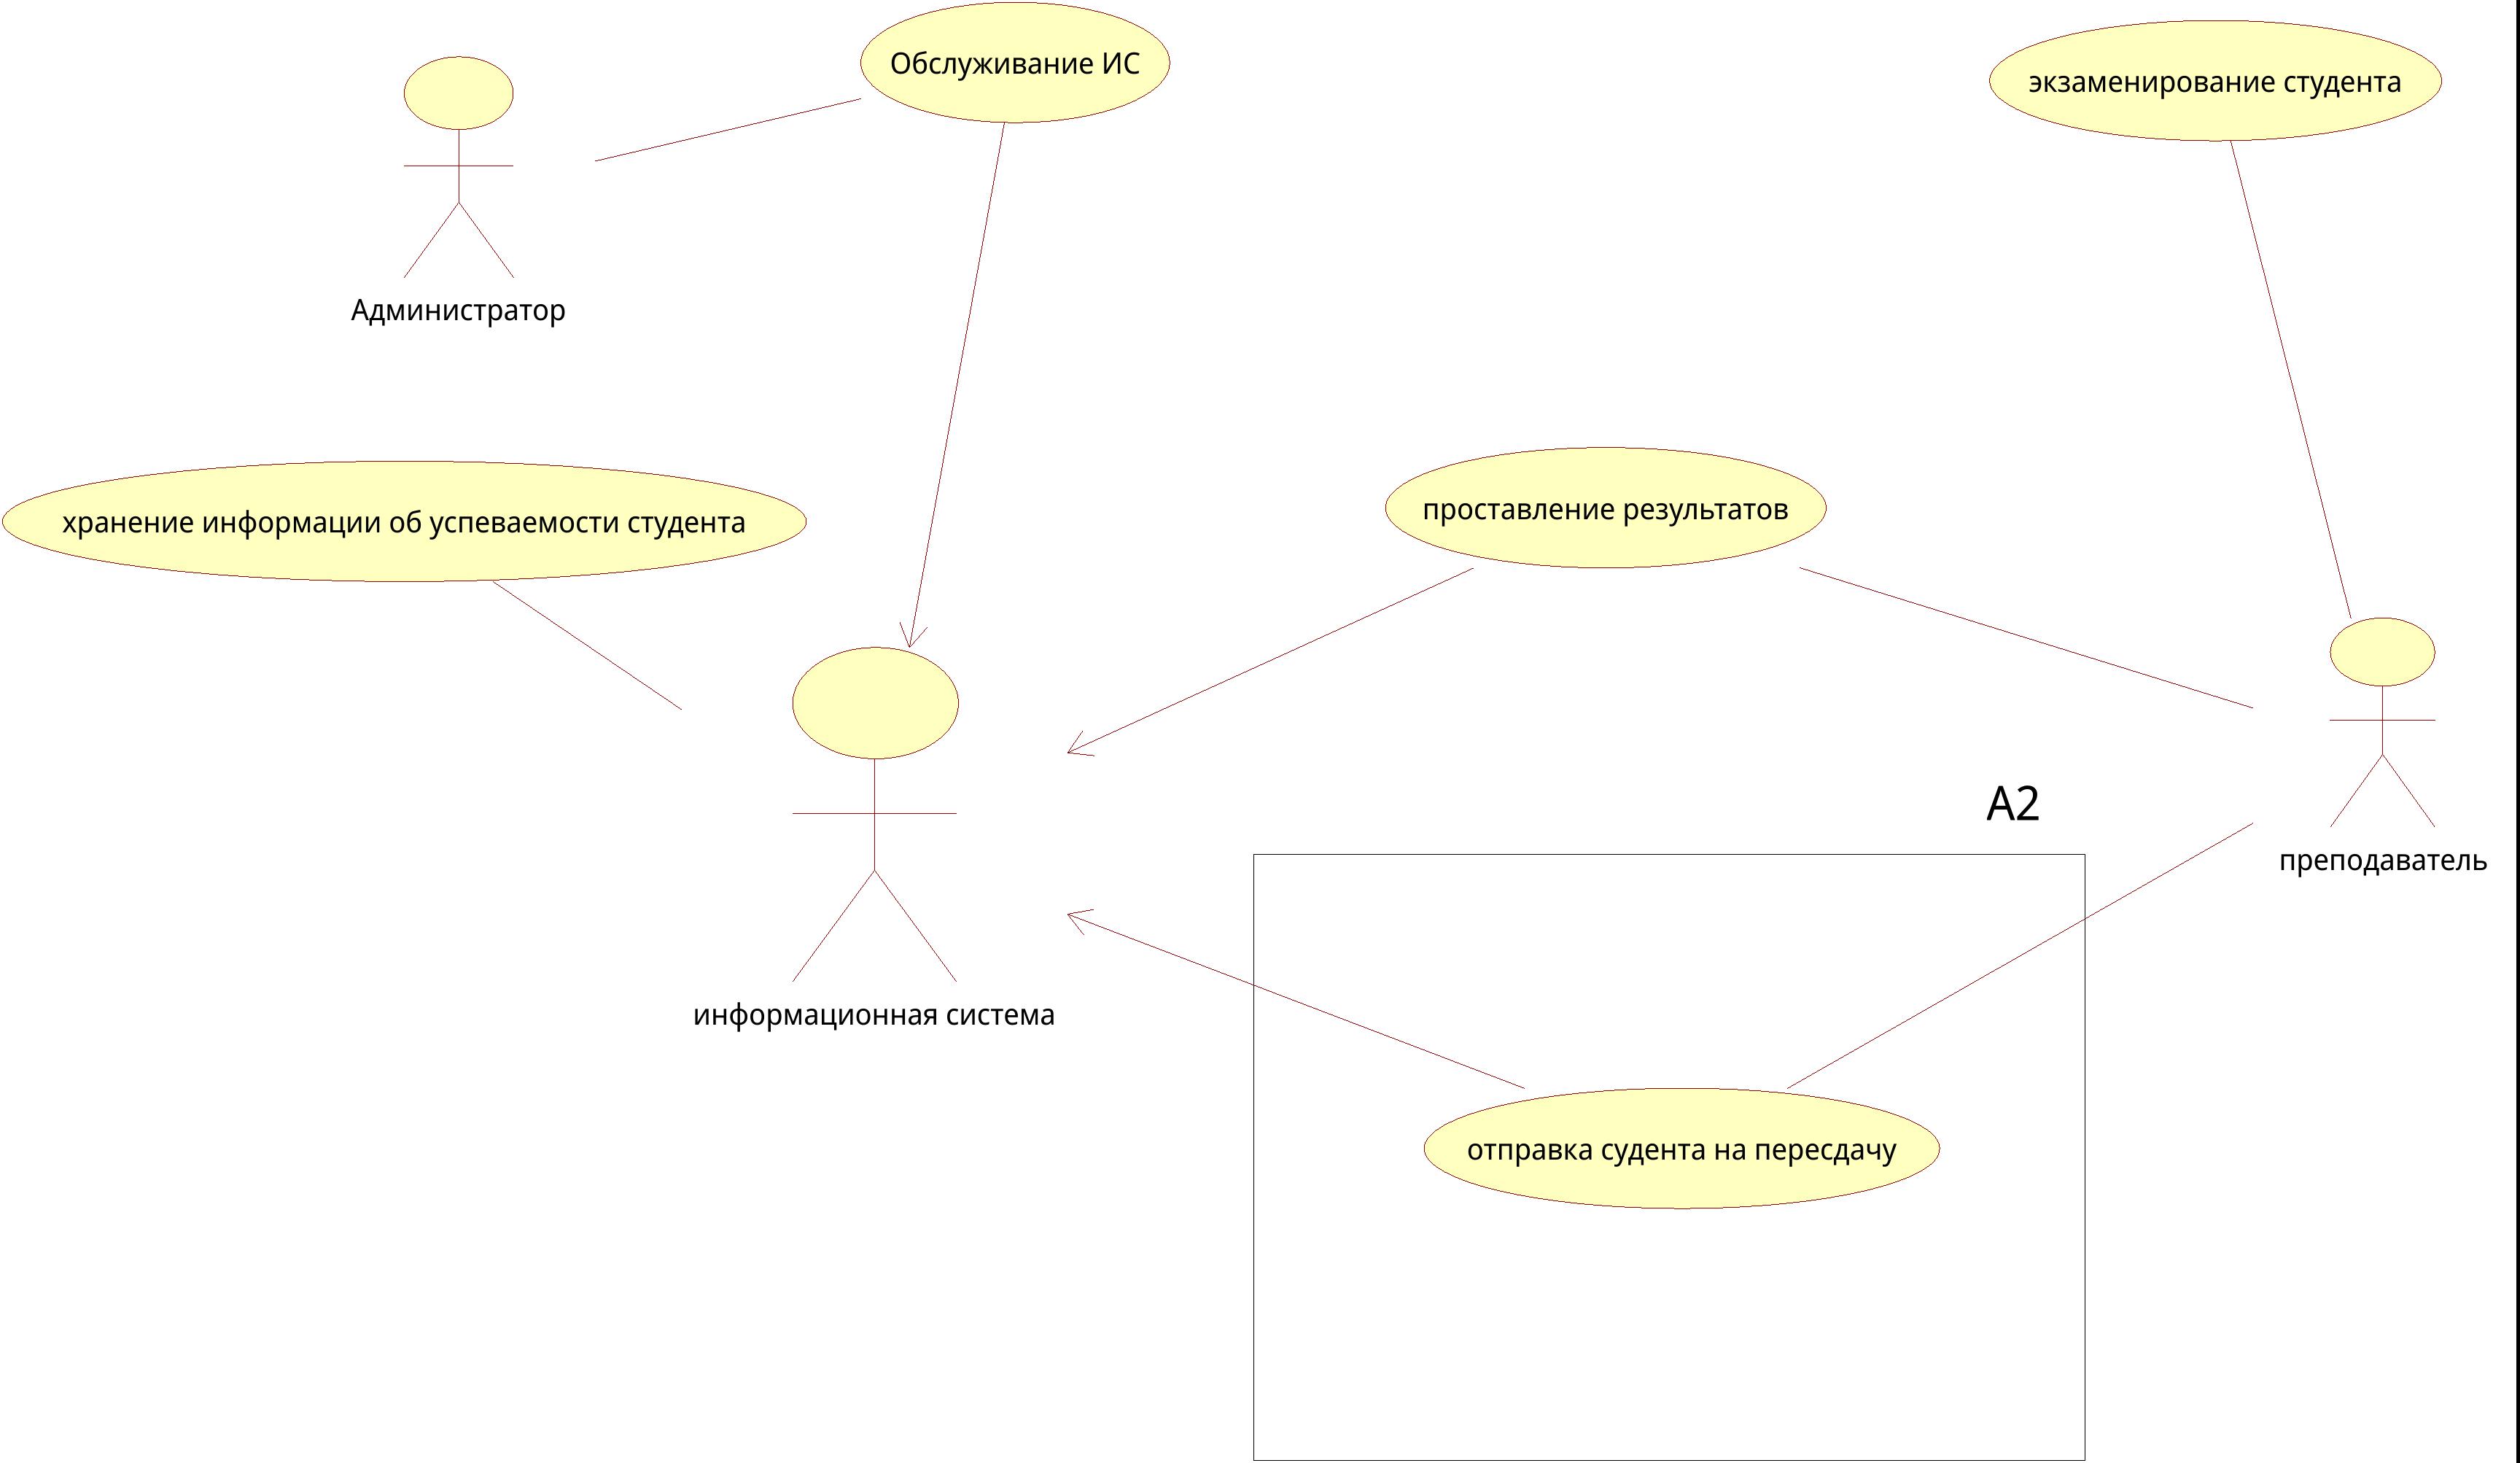 Обслуживание ИС
экзаменирование студента
Администратор
хранение информации об успеваемости студента
проставление результатов
A2
преподаватель
информационная система
отправка судента на пересдачу